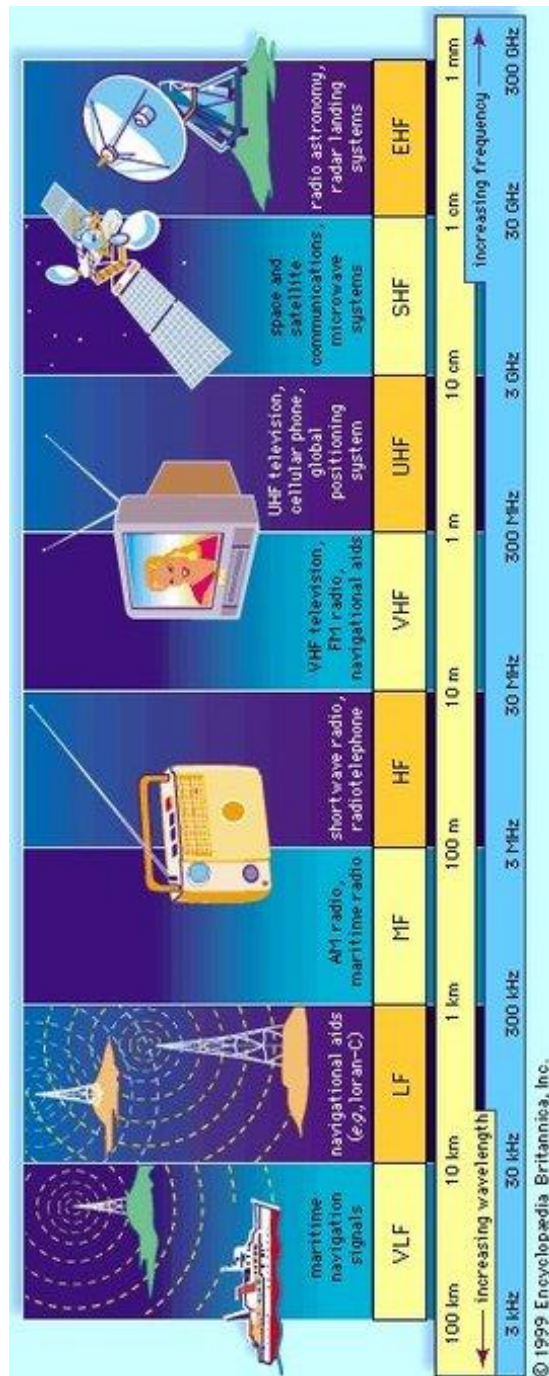 maritime
navigation
signals
navigational aids
(e.g., loran-C)
AM radio,
maritime radio
shortwave radio,
radiotelephone
VHF television,
FM radio,
navigational aids
UHF television,
cellular phone,
global
positioning
system
space and
satellite
communications,
microwave
systems
radio astronomy,
radar landing
systems
VLF
LF
MF
HF
VHF
UHF
SHF
EHF
100 km 10 km 1 km 100 m 10 m 1 m 10 cm 1 cm 1 mm
increasing wavelength
increasing frequency
3 kHz 30 kHz 300 kHz 3 MHz 30 MHz 300 MHz 3 GHz 30 GHz 300 GHz
© 1999 Encyclopædia Britannica, Inc.